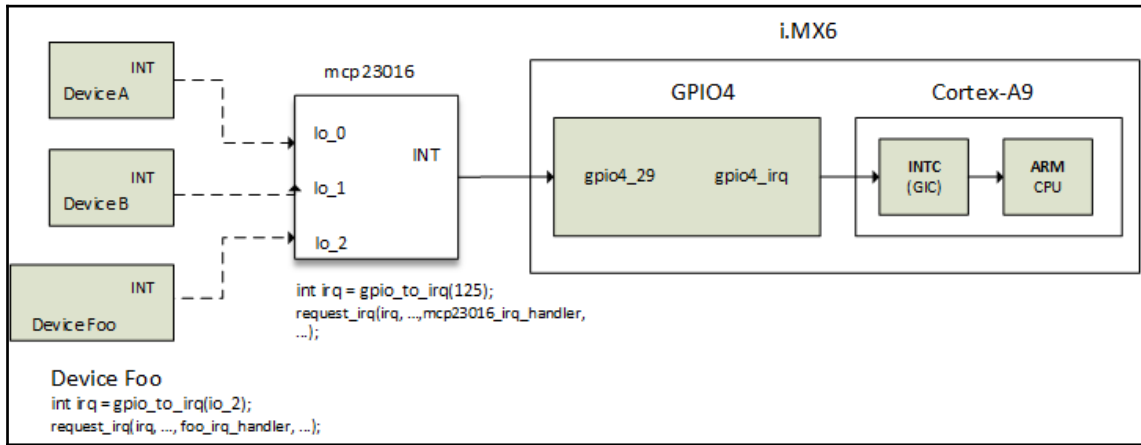 i.MX6
INT
Device A
mcp23016
Io_0
INT
Io_1
Io_2
INT
Device B
INT
Device Foo
GPIO4
gpio4_29
gpio4_irq
Cortex-A9
INTC
(GIC)
ARM
CPU
int irq = gpio_to_irq(125);
request_irq(irq, ...,mcp23016_irq_handler,
...);
Device Foo
int irq = gpio_to_irq(io_2);
request_irq(irq, ..., foo_irq_handler, ...);